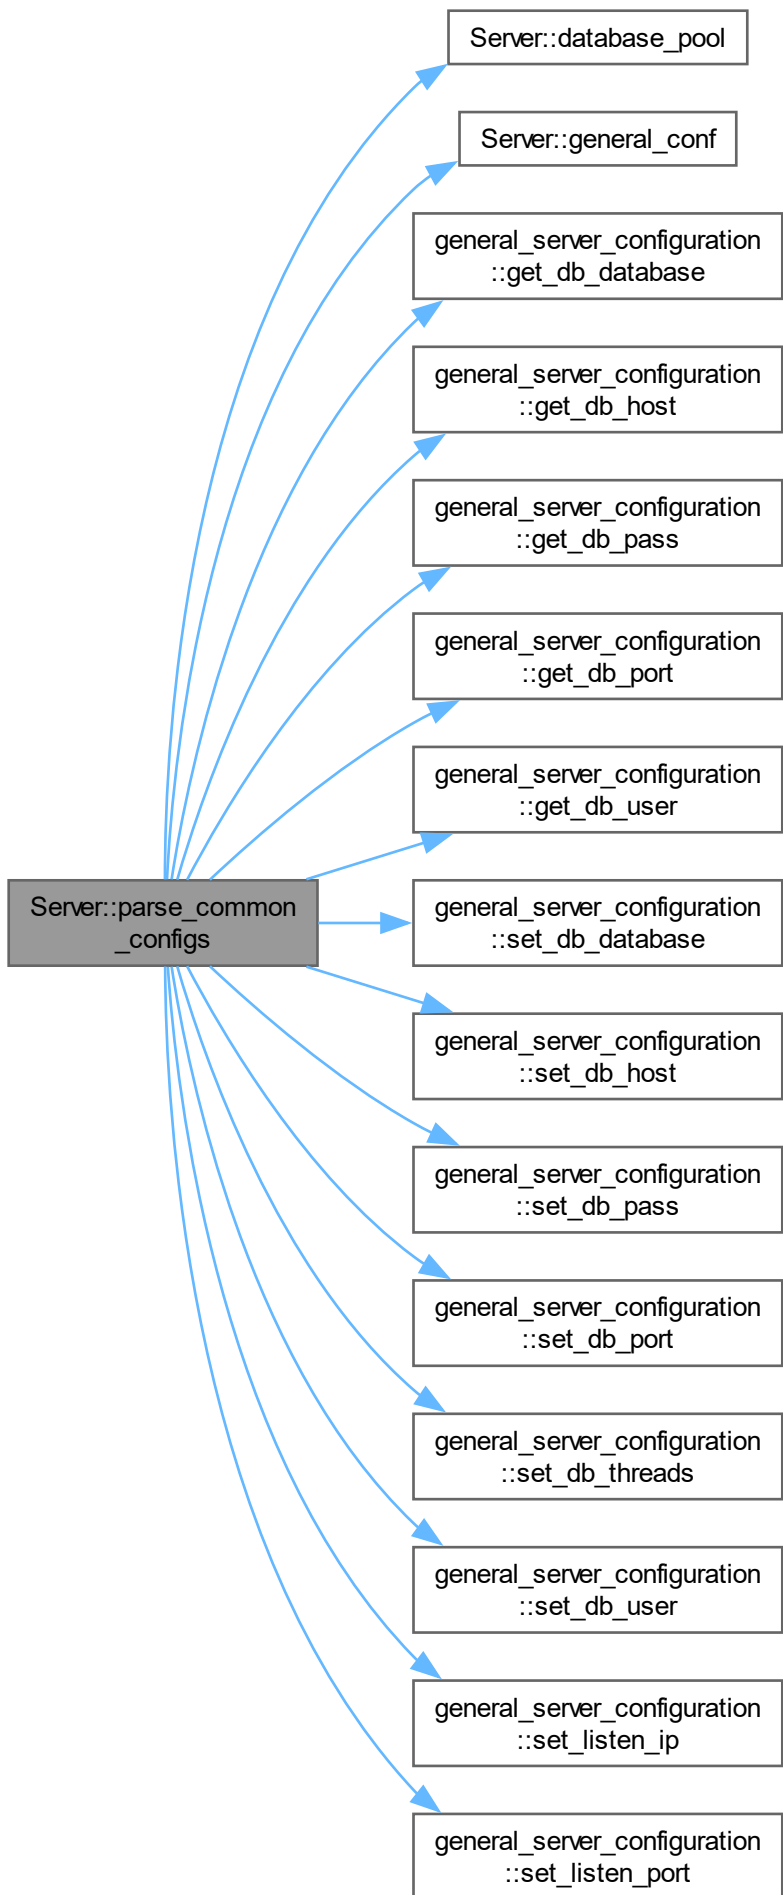 Server::database_pool
Server::general_conf
general_server_configuration
::get_db_database
general_server_configuration
::get_db_host
general_server_configuration
::get_db_pass
general_server_configuration
::get_db_port
general_server_configuration
::get_db_user
Server::parse_common
_configs
general_server_configuration
::set_db_database
general_server_configuration
::set_db_host
general_server_configuration
::set_db_pass
general_server_configuration
::set_db_port
general_server_configuration
::set_db_threads
general_server_configuration
::set_db_user
general_server_configuration
::set_listen_ip
general_server_configuration
::set_listen_port